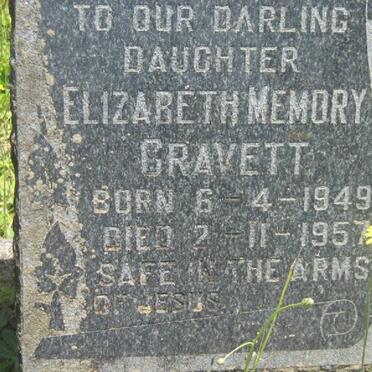 TO OUR DARLING
DAUGHTER
ELIZABETH MEMORY
GRAVETT
BORN 6-4-1949
DIED 2-11-1957
SAFE IN THE ARMS
OF JESUS